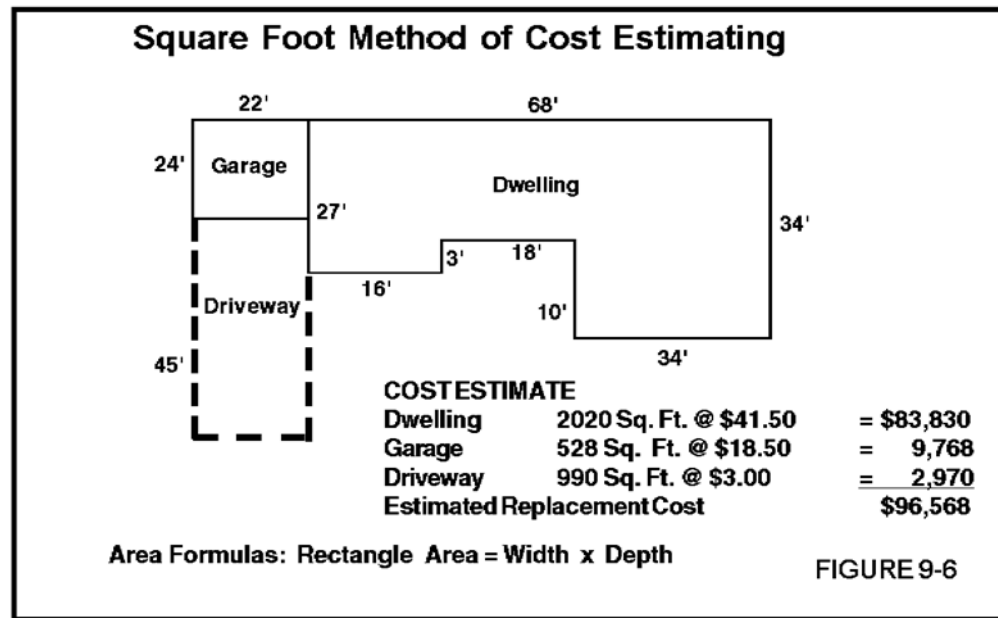 Square Foot Method of Cost Estimating
22' 68'
24' Garage
Dwelling
27' 34'
3' 18'
16'
Driveway 10'
45' 34'
COST ESTIMATE
Dwelling 2020 Sq. Ft. @ $41.50 = $83,830
Garage 528 Sq. Ft. @ $18.50 = 9,768
Driveway 990 Sq. Ft. @ $3.00 = 2,970
Estimated Replacement Cost $96,568
Area Formulas: Rectangle Area = Width x Depth
FIGURE 9-6